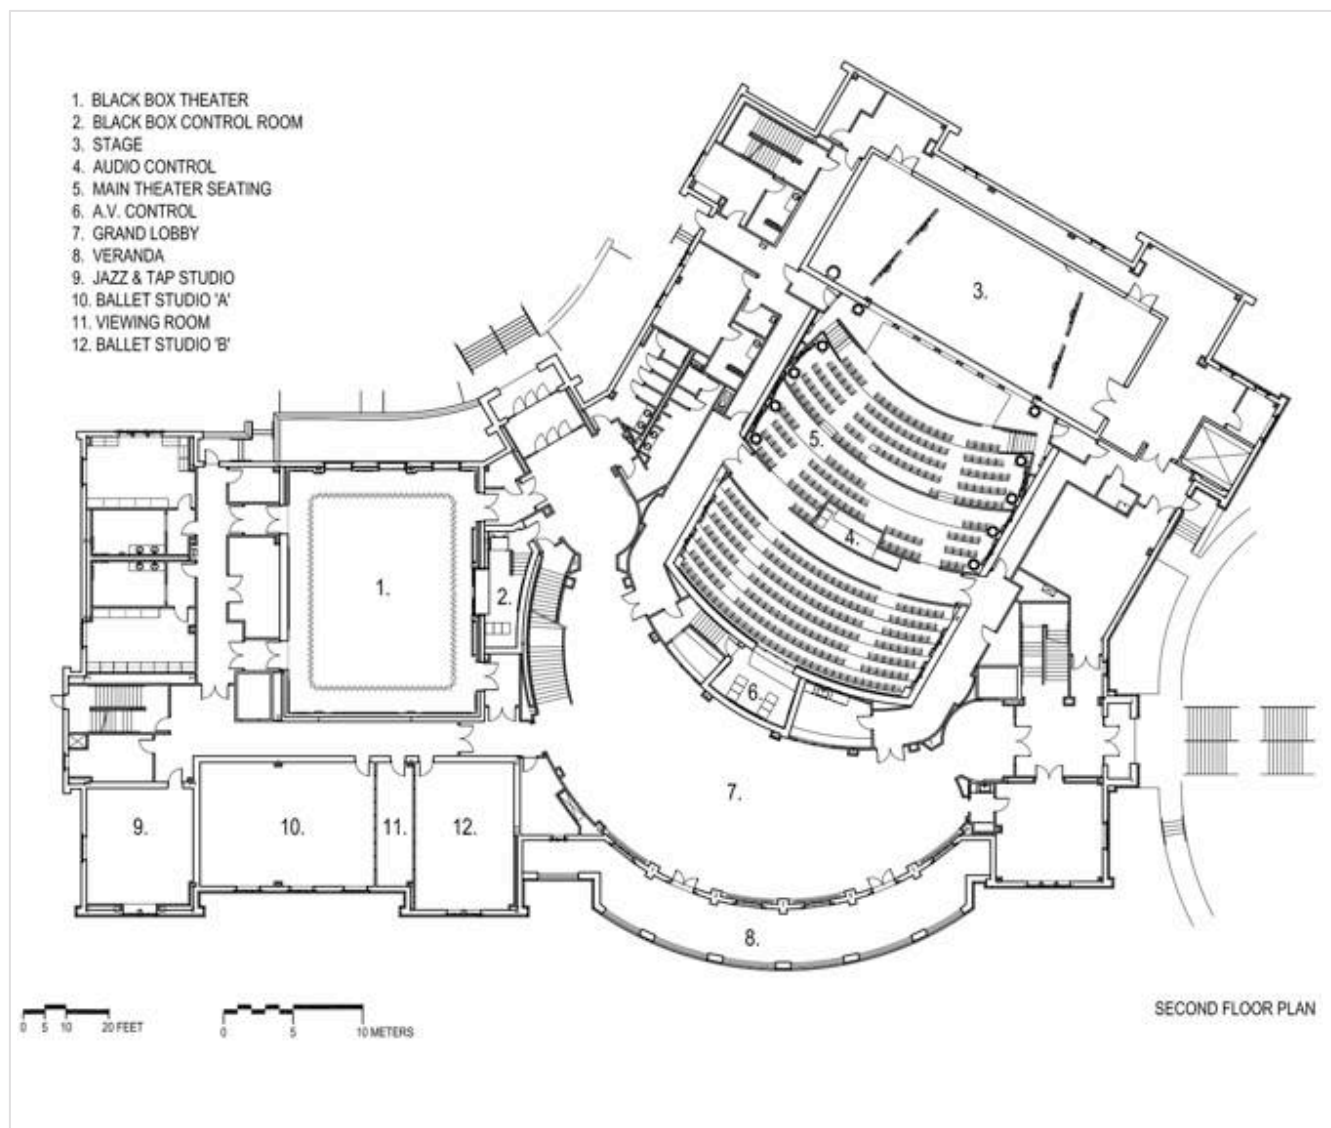 1. BLACK BOX THEATER
2. BLACK BOX CONTROL ROOM
3. STAGE
4. AUDIO CONTROL
5. MAIN THEATER SEATING
6. A.V. CONTROL
7. GRAND LOBBY
8. VERANDA
9. JAZZ & TAP STUDIO
10. BALLET STUDIO 'A'
11. VIEWING ROOM
12. BALLET STUDIO 'B'
3.
5.
4.
1.
2.
6.
7.
9.
10.
11.
12.
8.
SECOND FLOOR PLAN
0 5 10 20 FEET
0 5 10 METERS